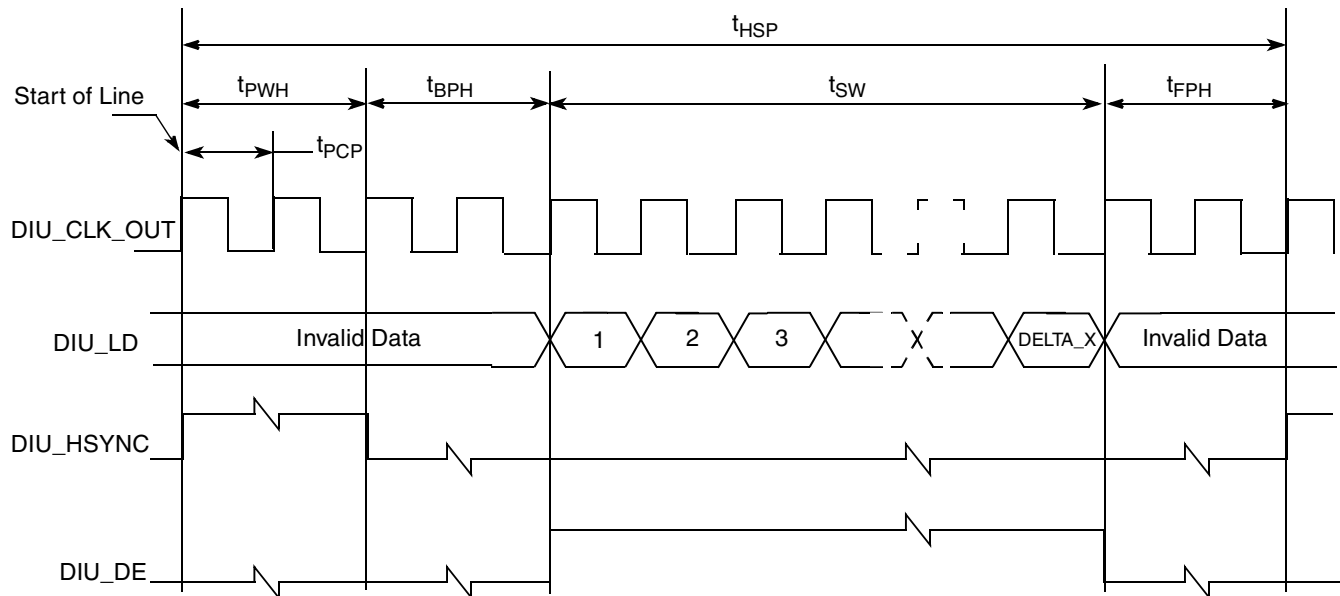 tHSP
tPWH tBPH tSW tFPH
Start of Line
tPCP
DIU_CLK_OUT
DIU_LD Invalid Data 1 2 3 X DELTA_X Invalid Data
DIU_HSYNC
DIU_DE